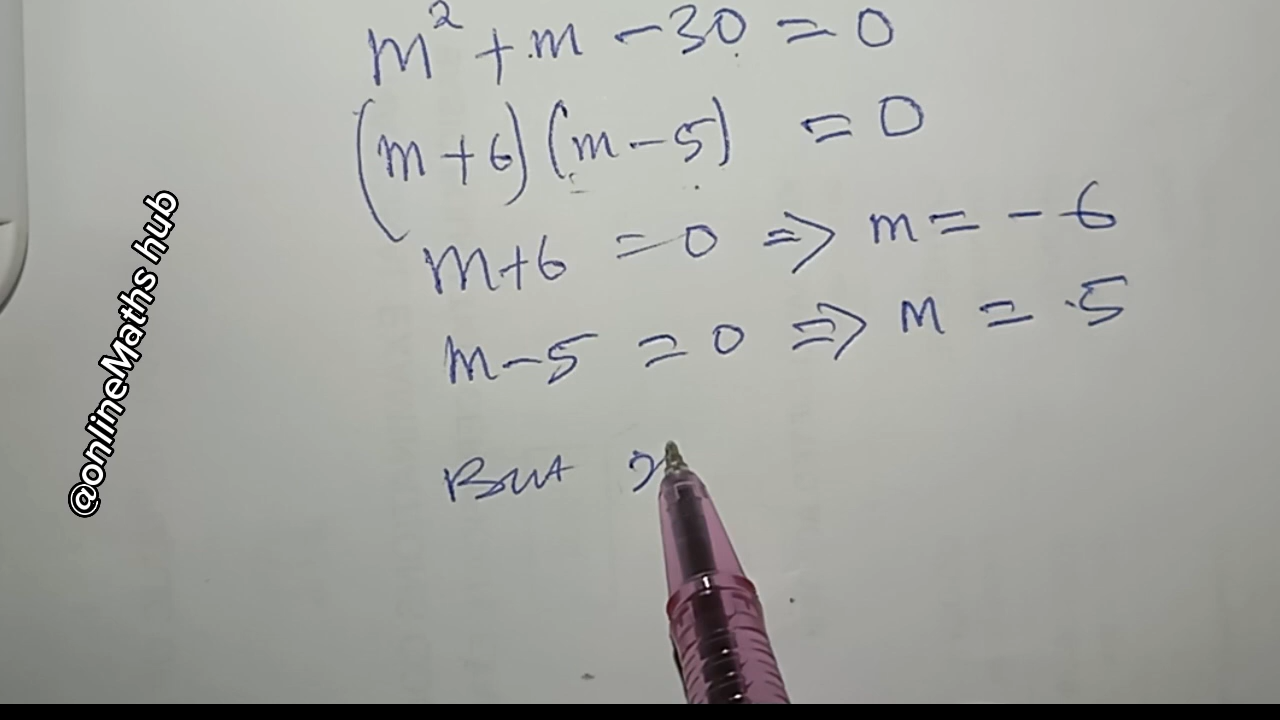 m² + m - 30 = 0
(m + 6) (m - 5) = 0
m + 6 = 0 ⇒ m = - 6
m - 5 = 0 ⇒ m = 5
But
@onlineMaths hub